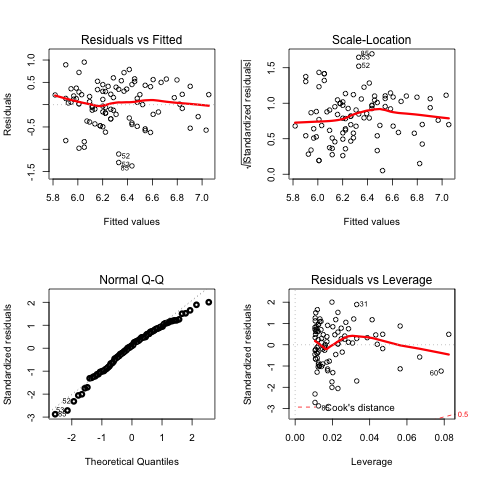 Residuals vs Fitted
Residuals
-1.5
-0.5
0.5
1.0
52
53
5.8 6.0 6.2 6.4 6.6 6.8 7.0
Fitted values
Scale-Location
√|Standardized residuals|
0.0
0.5
1.0
1.5
85
53
52
5.8 6.0 6.2 6.4 6.6 6.8 7.0
Fitted values
Normal Q-Q
Standardized residuals
-3 -2 -1 0 1 2
52
53
85
-2 -1 0 1 2
Theoretical Quantiles
Residuals vs Leverage
Standardized residuals
-3 -2 -1 0 1 2
31
60
Cook's distance
0.5
0.00 0.02 0.04 0.06 0.08
Leverage